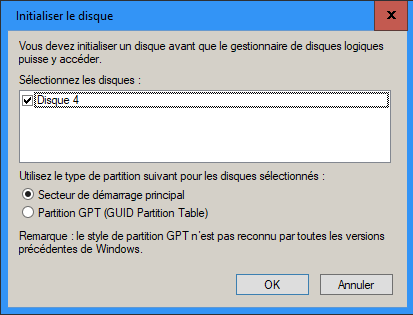 Initialiser le disque
x
Vous devez initialiser un disque avant que le gestionnaire de disques logiques
puisse y accéder.
Sélectionnez les disques :
Disque 4
Utilisez le type de partition suivant pour les disques sélectionnés :
Secteur de démarrage principal
Partition GPT (GUID Partition Table)
Remarque : le style de partition GPT n'est pas reconnu par toutes les versions
précédentes de Windows.
OK
Annuler